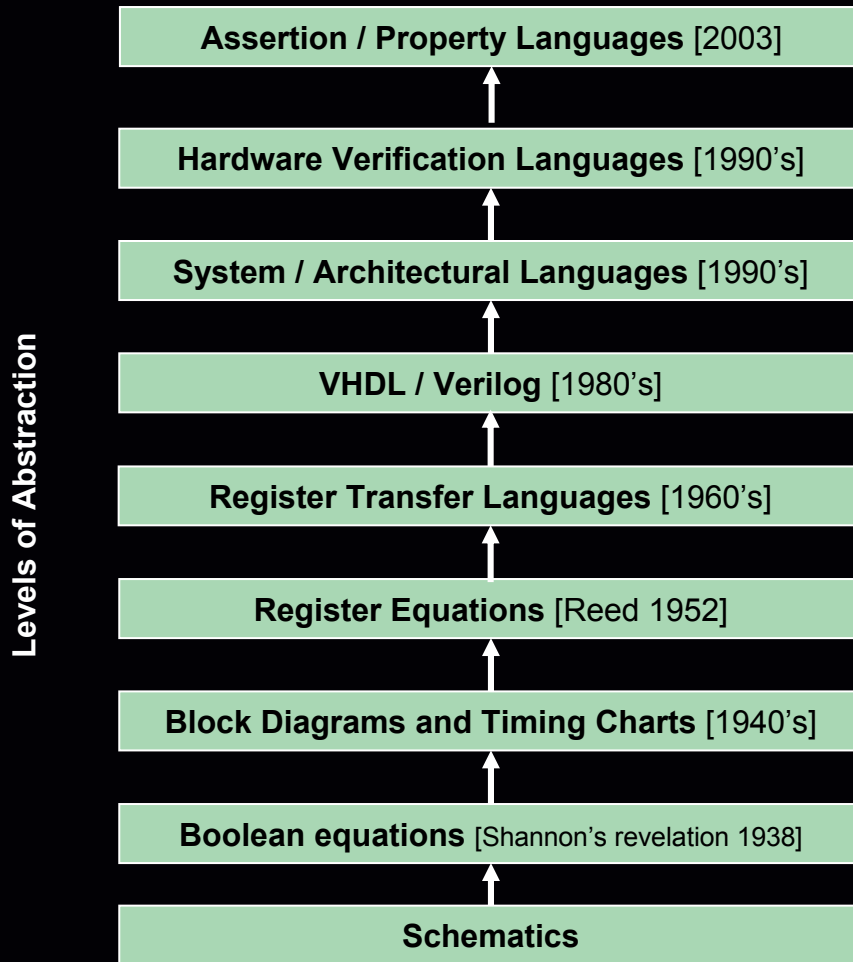 Assertion / Property Languages [2003]
Hardware Verification Languages [1990’s]
System / Architectural Languages [1990’s]
VHDL / Verilog [1980’s]
Register Transfer Languages [1960’s]
Register Equations [Reed 1952]
Block Diagrams and Timing Charts [1940’s]
Boolean equations [Shannon’s revelation 1938]
Schematics
Levels of Abstraction